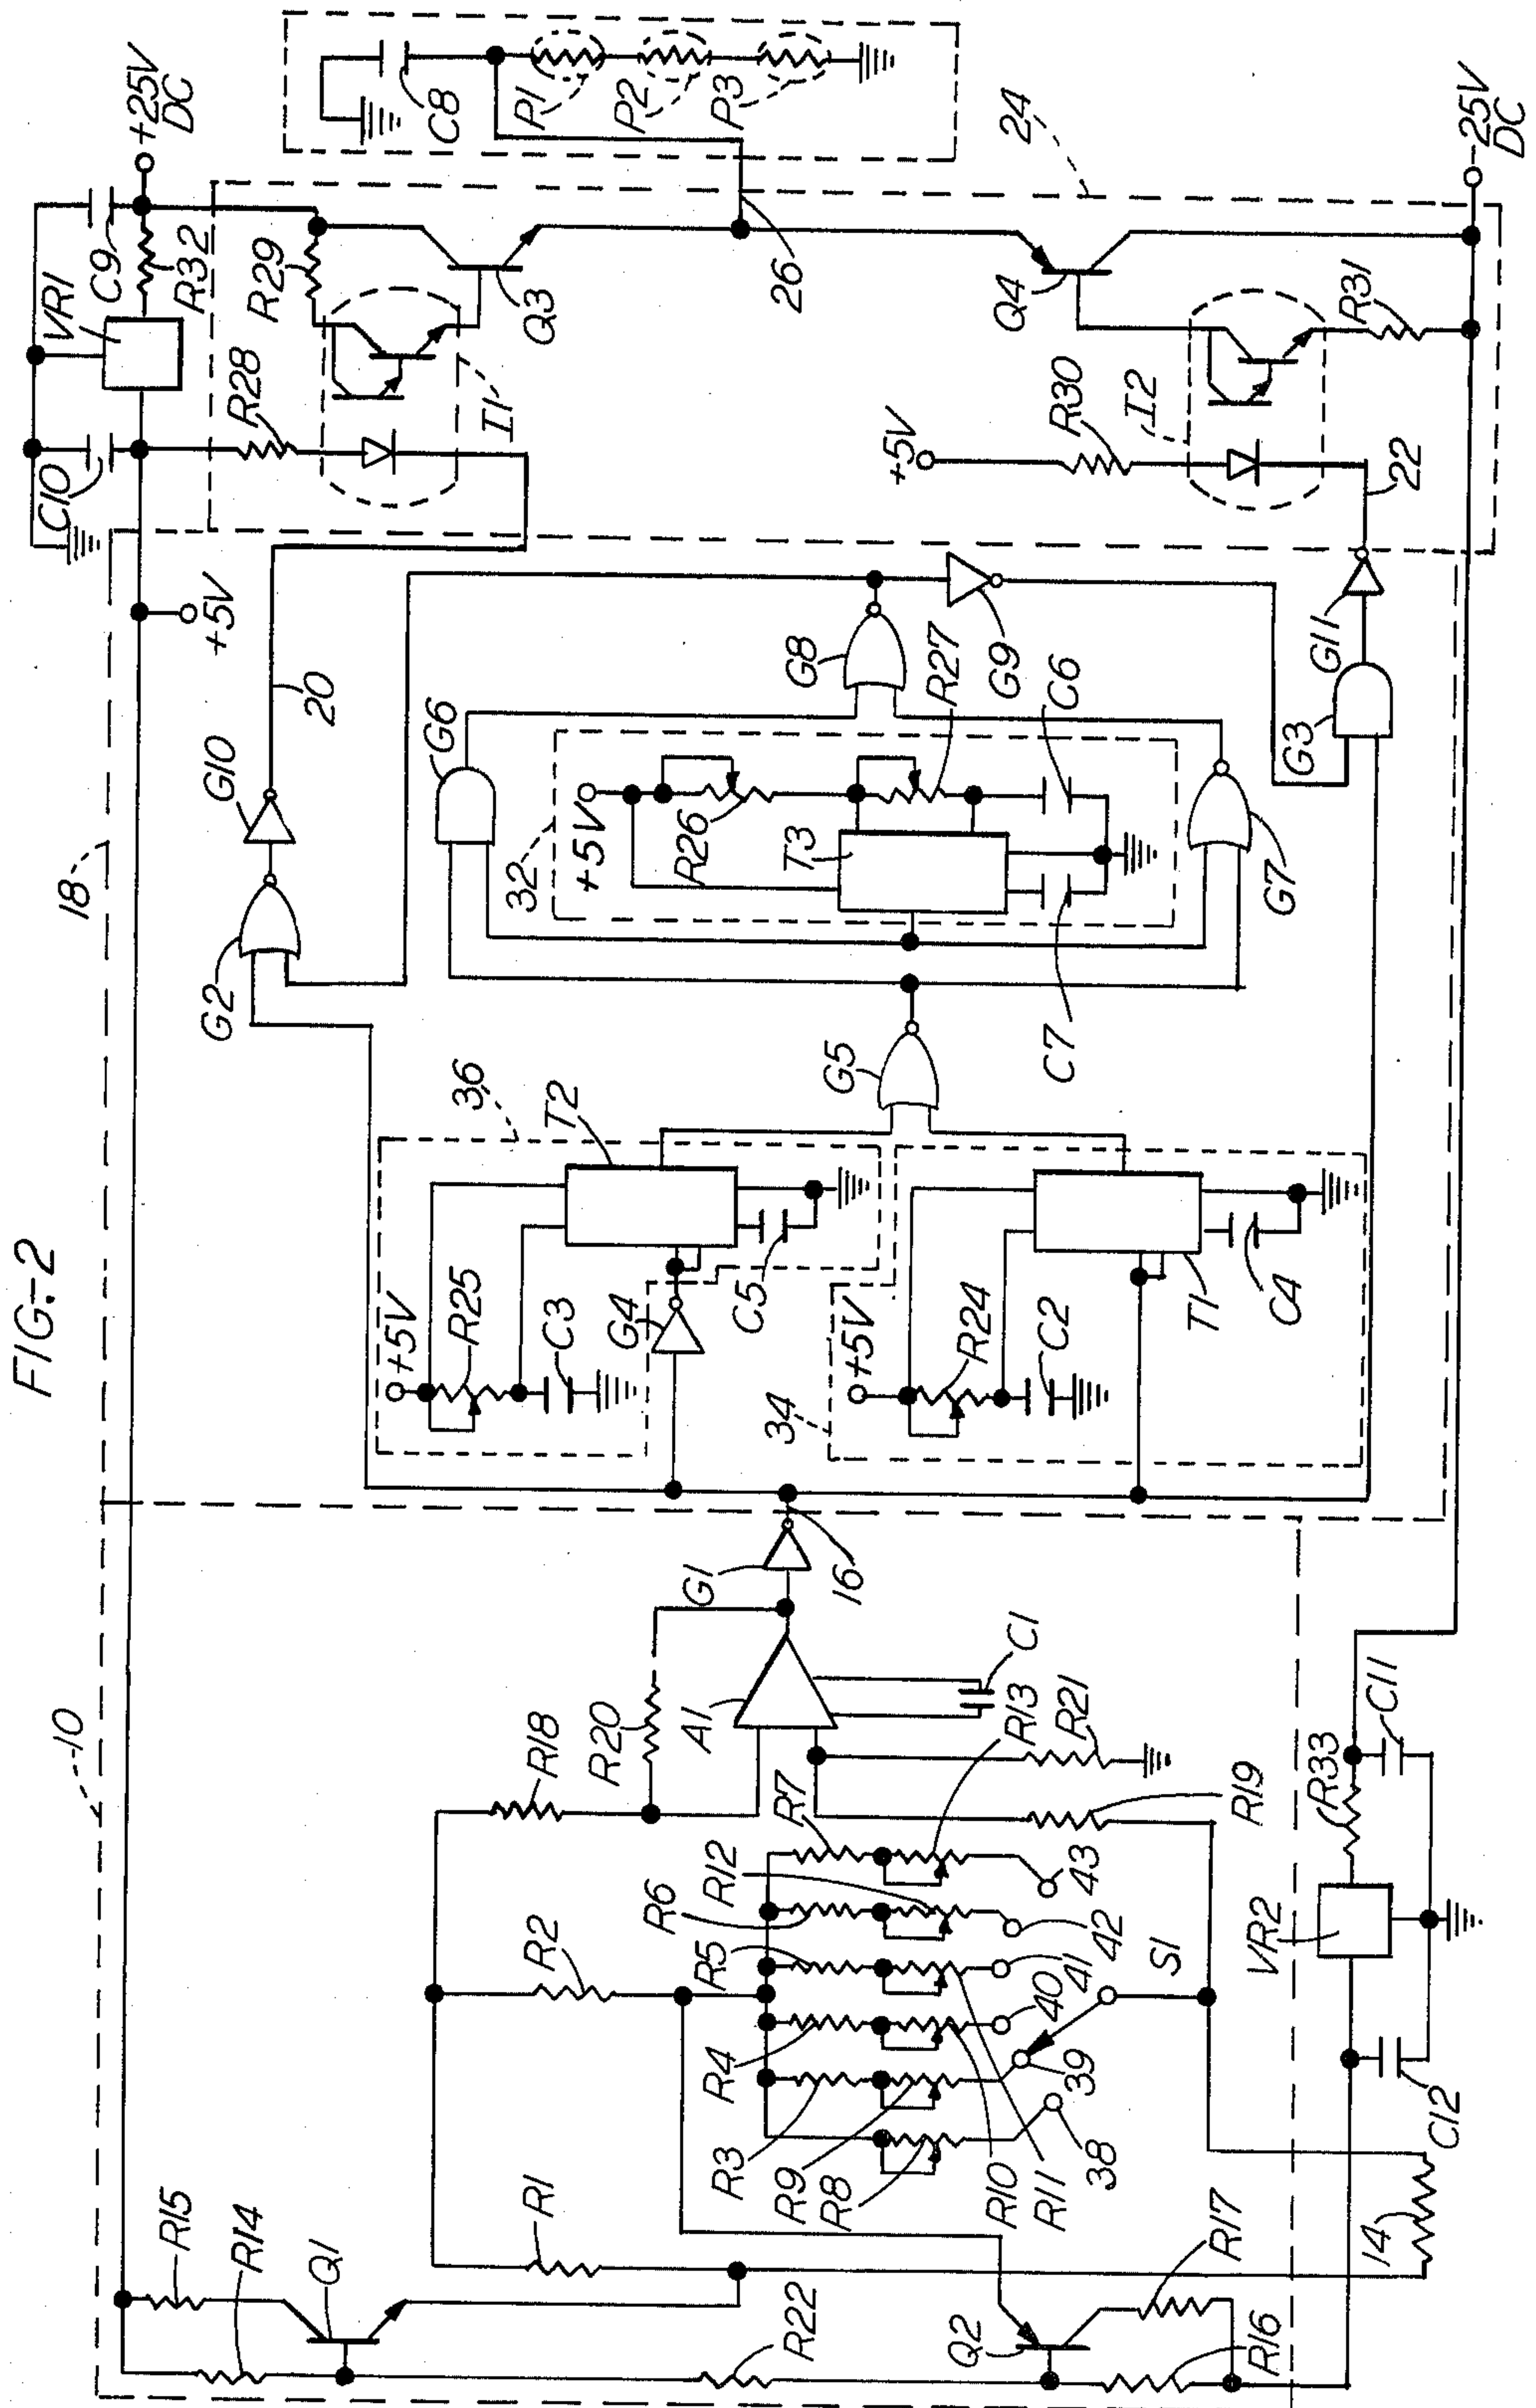 FIG-2
10
18
R15
R14
Q1
R22
Q2
R16
R17
R1
R2
R18
R20
A1
C1
G1
16
R3
R4
R5
R6
R7
R8
R9
R10
R11
R12
R13
R21
R19
38
39
40
41
42
43
S1
14
VR2
R33
C11
C12
34
36
+5V
R25
C3
G4
C5
T2
+5V
R24
C2
T1
C4
G5
G2
G10
20
+5V
G6
32
+5V
R26
T3
R27
C6
C7
G7
G8
G9
G3
G11
22
C10
VR1
C9
R32
+25V
DC
R28
R29
I1
Q3
26
24
Q4
+5V
R30
I2
R31
-25V
DC
C8
P1
P2
P3